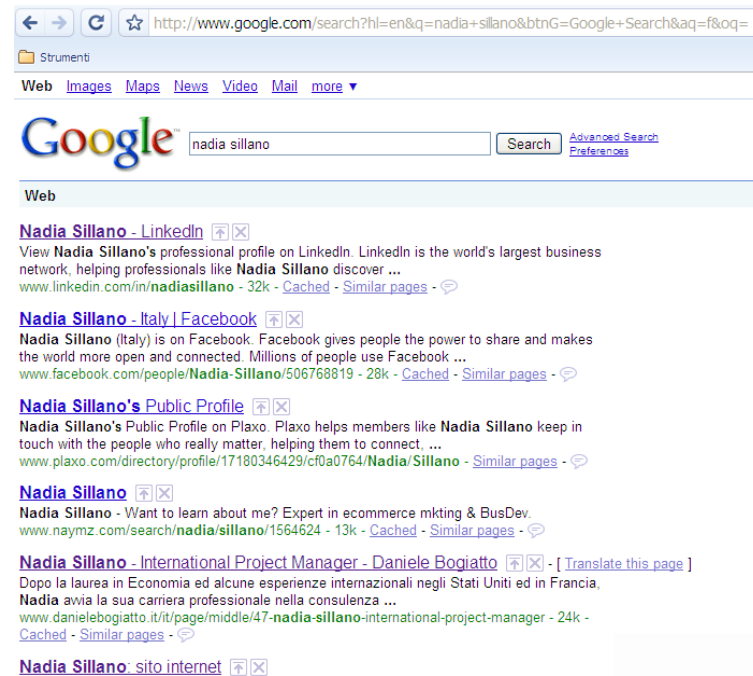 http://www.google.com/search?hl=en&q=nadia+sillano&btnG=Google+Search&aq=f&oq=
Strumenti
Web Images Maps News Video Mail more ▼
Google™ nadia sillano Search Advanced Search
Preferences
Web
Nadia Sillano - LinkedIn
View Nadia Sillano's professional profile on LinkedIn. LinkedIn is the world's largest business
network, helping professionals like Nadia Sillano discover ...
www.linkedin.com/in/nadiasillano - 32k - Cached - Similar pages -
Nadia Sillano - Italy | Facebook
Nadia Sillano (Italy) is on Facebook. Facebook gives people the power to share and makes
the world more open and connected. Millions of people use Facebook ...
www.facebook.com/people/Nadia-Sillano/506768819 - 28k - Cached - Similar pages -
Nadia Sillano's Public Profile
Nadia Sillano's Public Profile on Plaxo. Plaxo helps members like Nadia Sillano keep in
touch with the people who really matter, helping them to connect, ...
www.plaxo.com/directory/profile/17180346429/cf0a0764/Nadia/Sillano - Similar pages -
Nadia Sillano
Nadia Sillano - Want to learn about me? Expert in ecommerce mkting & BusDev.
www.naymz.com/search/nadia/sillano/1564624 - 13k - Cached - Similar pages -
Nadia Sillano - International Project Manager - Daniele Bogiatto - [ Translate this page ]
Dopo la laurea in Economia ed alcune esperienze internazionali negli Stati Uniti ed in Francia,
Nadia avvia la sua carriera professionale nella consulenza ...
www.danielebogiatto.it/it/page/middle/47-nadia-sillano-international-project-manager - 24k -
Cached - Similar pages -
Nadia Sillano: sito internet